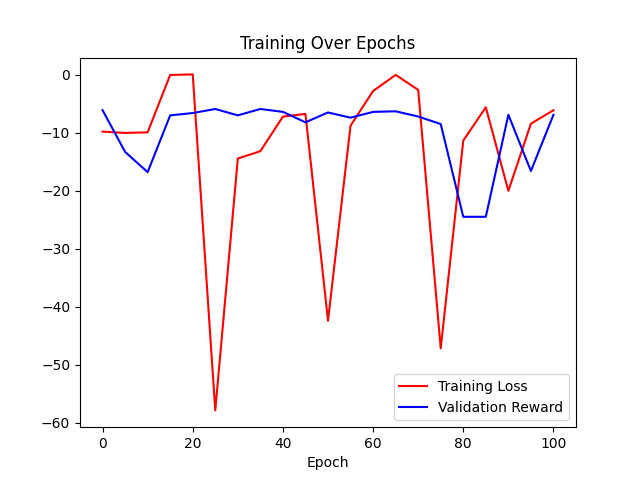 Training Over Epochs
0
−10
−20
−30
−40
−50
−60
0 20 40 60 80 100
Epoch
Training Loss
Validation Reward